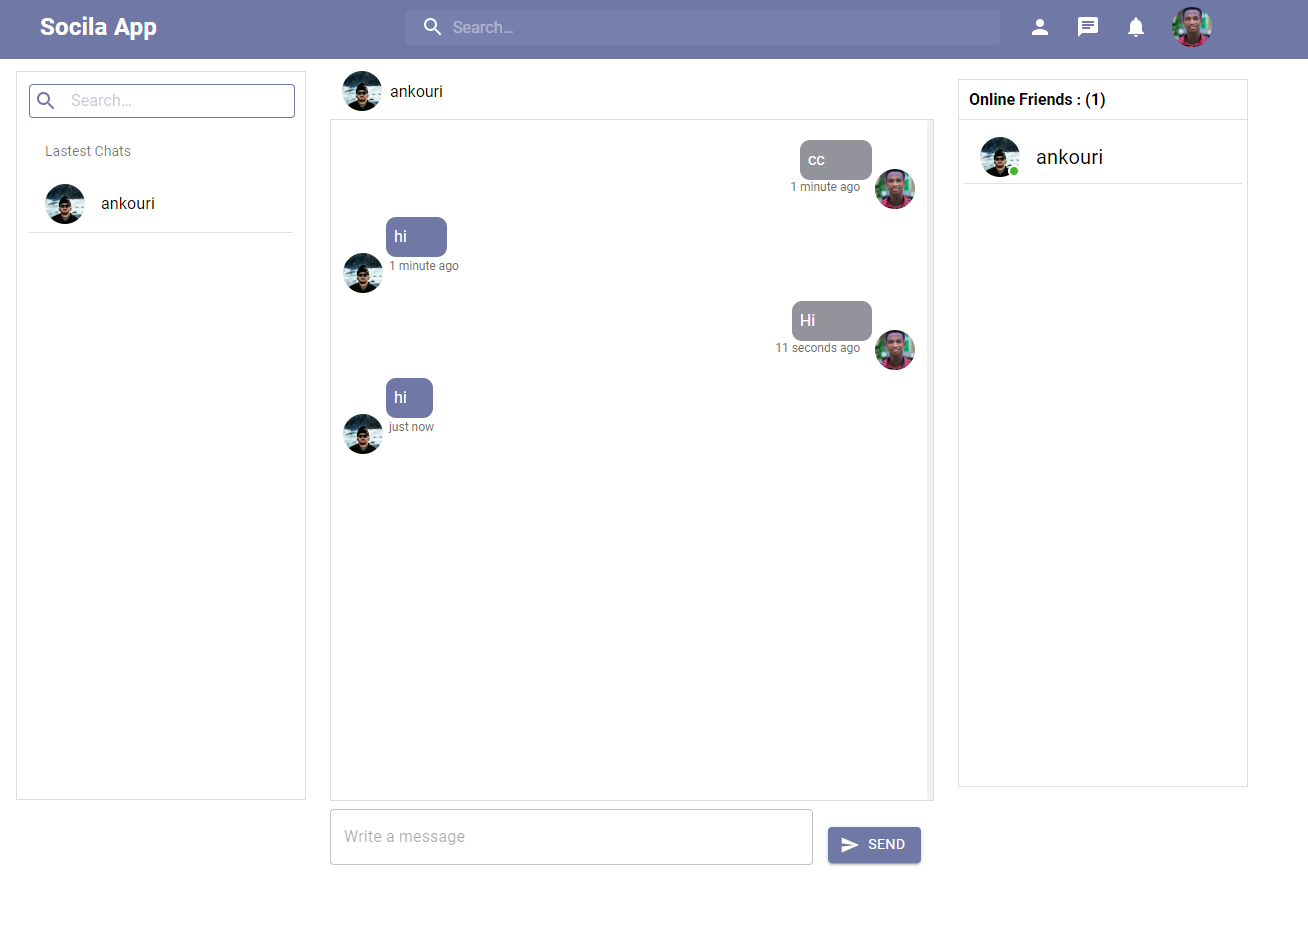 Socila App
Search...
Search...
Lastest Chats
ankouri
ankouri
cc
1 minute ago
hi
1 minute ago
Hi
11 seconds ago
hi
just now
Write a message
SEND
Online Friends : (1)
ankouri